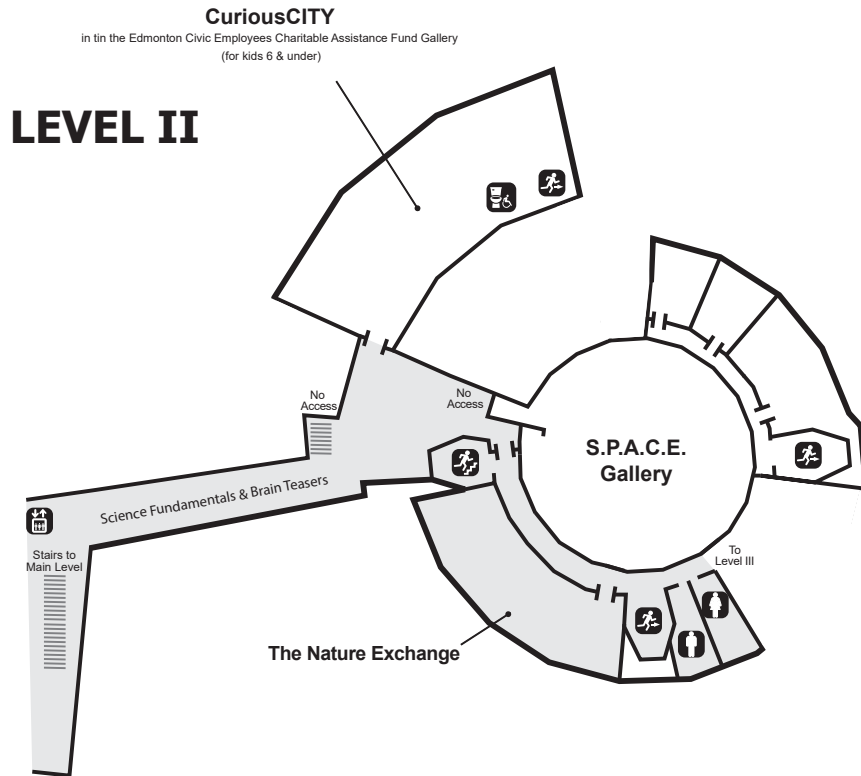 CuriousCITY
in tin the Edmonton Civic Employees Charitable Assistance Fund Gallery
(for kids 6 & under)
LEVEL II
No
Access
No
Access
S.P.A.C.E.
Gallery
Science Fundamentals & Brain Teasers
Stairs to
Main Level
To
Level III
The Nature Exchange